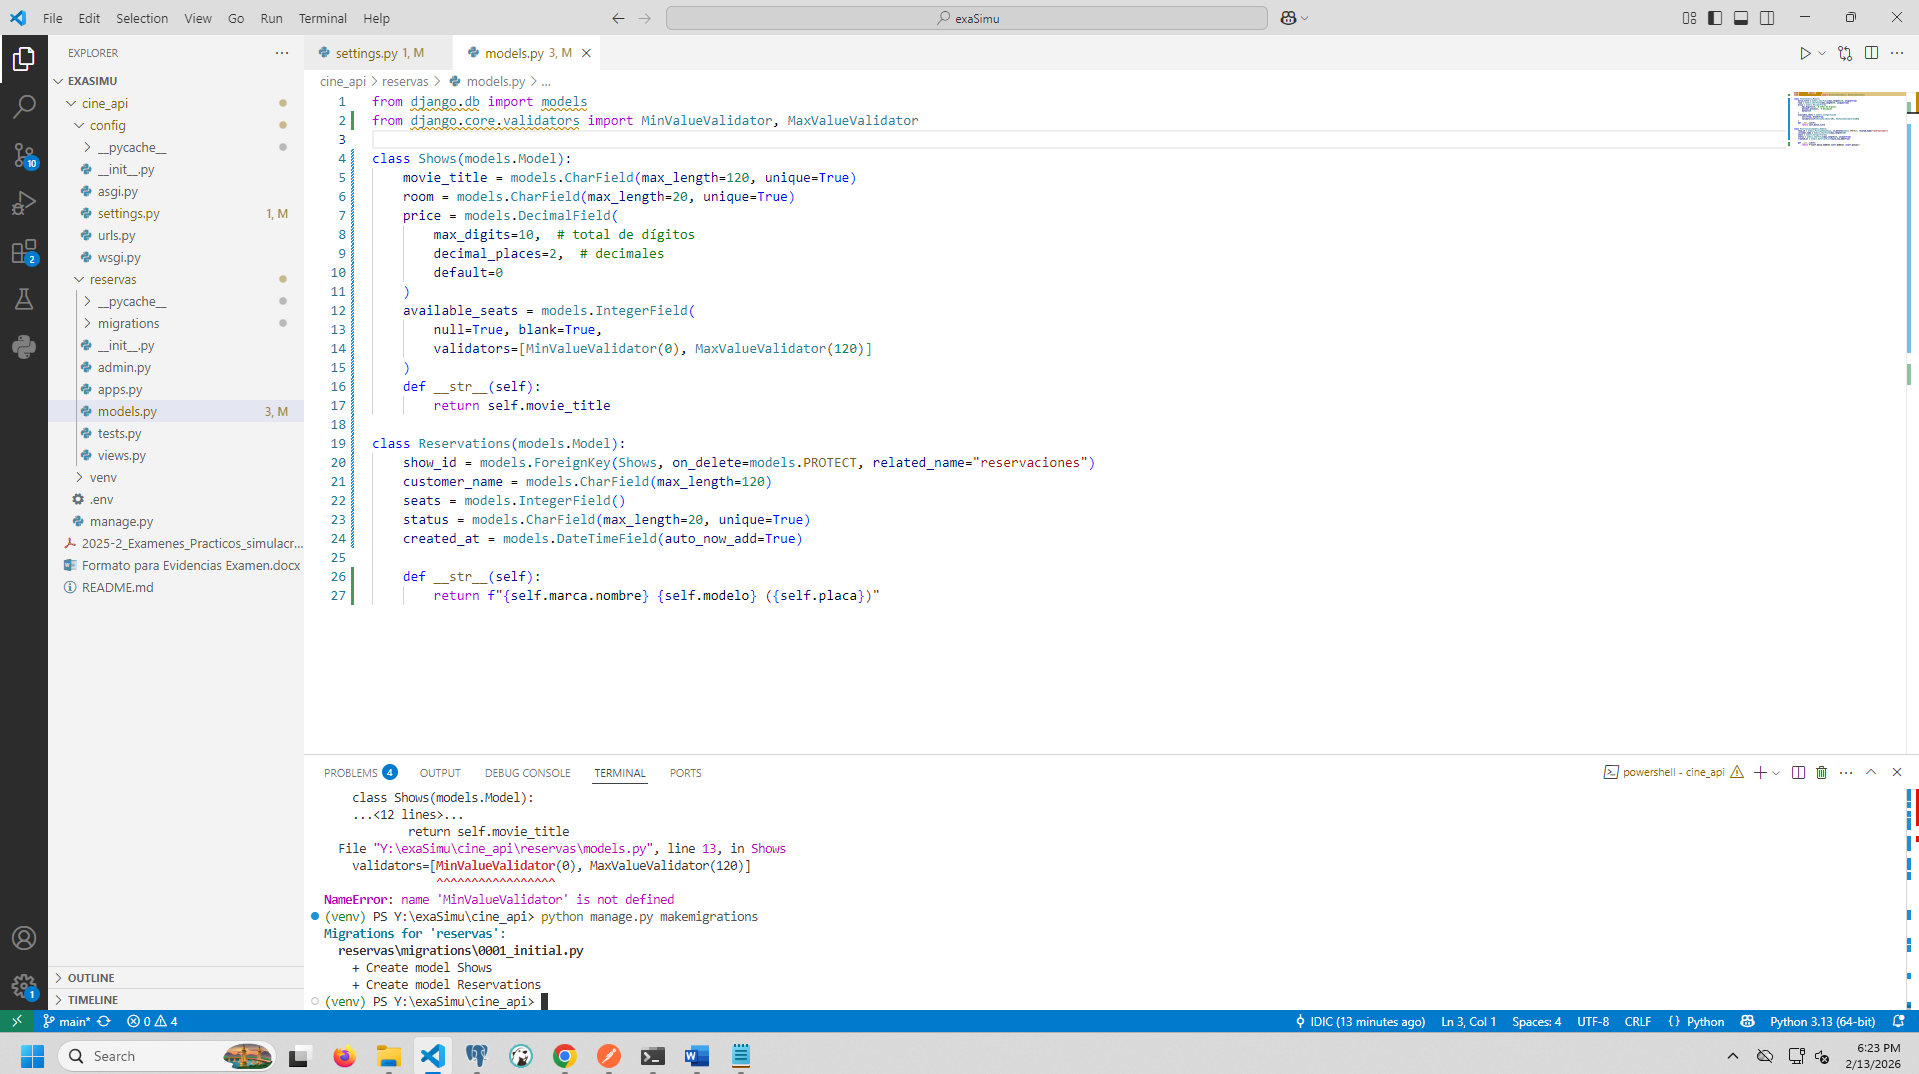 File Edit Selection View Go Run Terminal Help
exaSimu
EXPLORER
EXASIMU
cine_api
config
__pycache__
__init__.py
asgi.py
settings.py 1, M
urls.py
wsgi.py
reservas
__pycache__
migrations
__init__.py
admin.py
apps.py
models.py 3, M
tests.py
views.py
venv
.env
manage.py
2025-2_Examenes_Practicos_simulacr...
Formato para Evidencias Examen.docx
README.md
OUTLINE
TIMELINE
10
2
1
settings.py 1, M
models.py 3, M
cine_api > reservas > models.py > ...
1 from django.db import models
2 from django.core.validators import MinValueValidator, MaxValueValidator
3
4 class Shows(models.Model):
5 movie_title = models.CharField(max_length=120, unique=True)
6 room = models.CharField(max_length=20, unique=True)
7 price = models.DecimalField(
8 max_digits=10, # total de dígitos
9 decimal_places=2, # decimales
10 default=0
11 )
12 available_seats = models.IntegerField(
13 null=True, blank=True,
14 validators=[MinValueValidator(0), MaxValueValidator(120)]
15 )
16 def __str__(self):
17 return self.movie_title
18
19 class Reservations(models.Model):
20 show_id = models.ForeignKey(Shows, on_delete=models.PROTECT, related_name="reservaciones")
21 customer_name = models.CharField(max_length=120)
22 seats = models.IntegerField()
23 status = models.CharField(max_length=20, unique=True)
24 created_at = models.DateTimeField(auto_now_add=True)
25
26 def __str__(self):
27 return f"{self.marca.nombre} {self.modelo} ({self.placa})"
PROBLEMS 4 OUTPUT DEBUG CONSOLE TERMINAL PORTS
powershell - cine_api
class Shows(models.Model):
...<12 lines>...
return self.movie_title
File "Y:\exaSimu\cine_api\reservas\models.py", line 13, in Shows
validators=[MinValueValidator(0), MaxValueValidator(120)]
^^^^^^^^^^^^^^^^^
NameError: name 'MinValueValidator' is not defined
(venv) PS Y:\exaSimu\cine_api> python manage.py makemigrations
Migrations for 'reservas':
reservas\migrations\0001_initial.py
+ Create model Shows
+ Create model Reservations
(venv) PS Y:\exaSimu\cine_api>
main* 0 4
IDIC (13 minutes ago) Ln 3, Col 1 Spaces: 4 UTF-8 CRLF {} Python Python 3.13 (64-bit)
Search
6:23 PM
2/13/2026